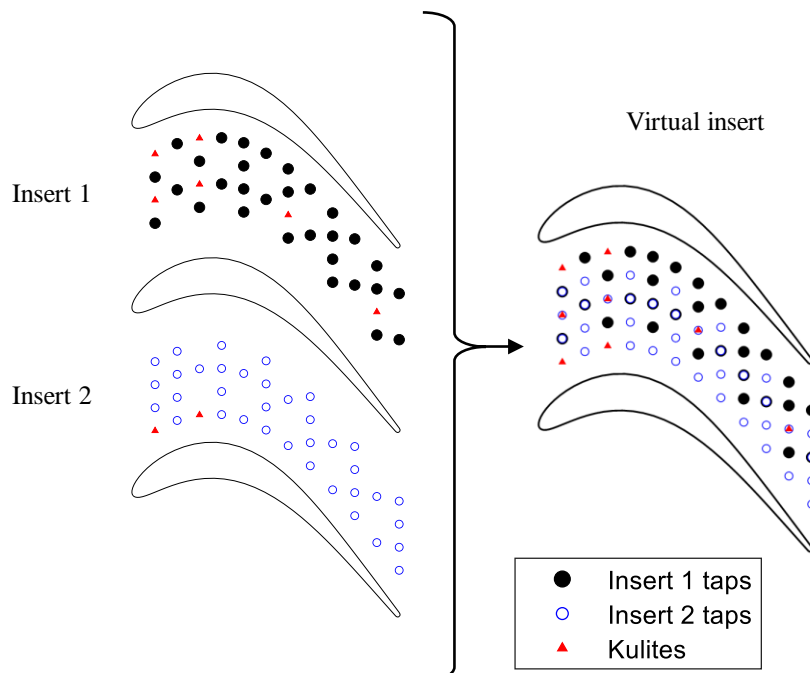 Insert 1
Insert 2
Virtual insert
Insert 1 taps
Insert 2 taps
Kulites